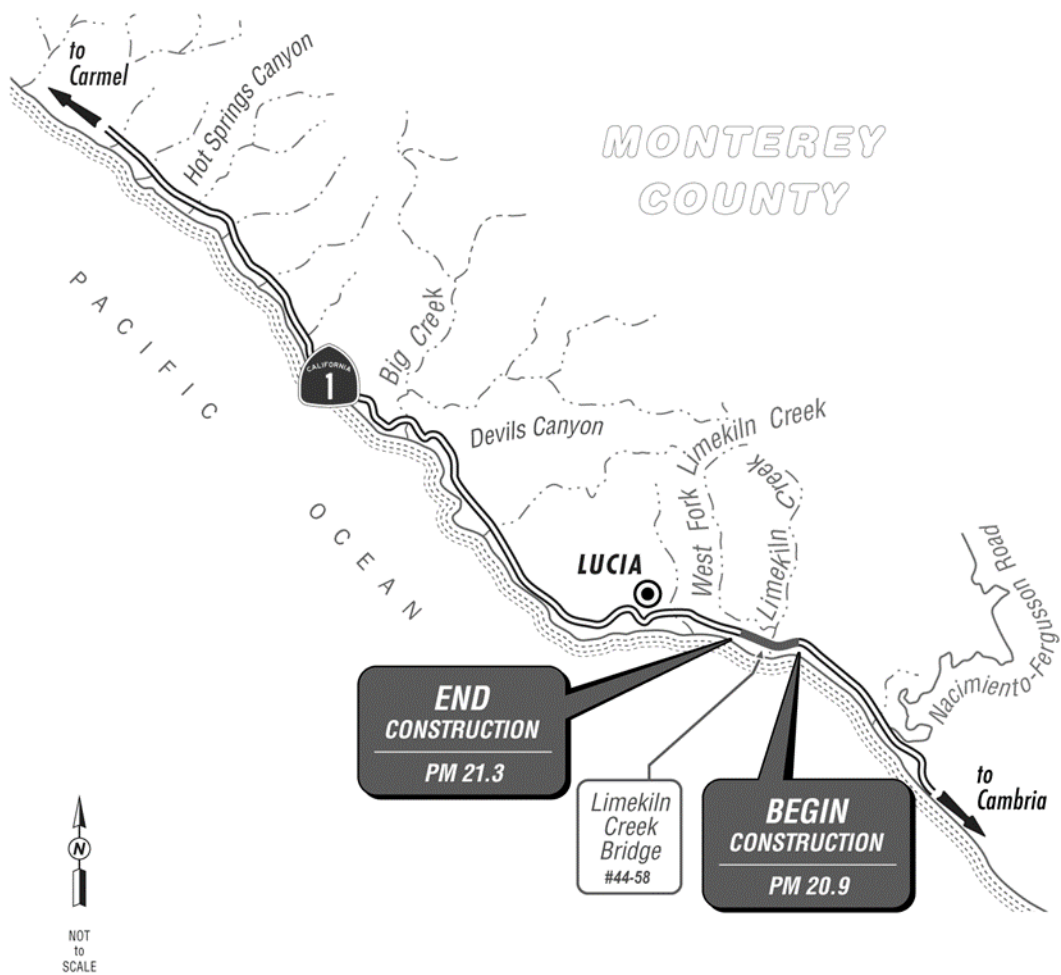 to
Carmel
Hot Springs Canyon
MONTEREY
COUNTY
PACIFIC
OCEAN
CALIFORNIA
1
Big Creek
Devils Canyon
West Fork Limekiln Creek
Limekiln Creek
LUCIA
Nacimiento-Fergusson Road
END
CONSTRUCTION
PM 21.3
Limekiln
Creek
Bridge
#44-58
BEGIN
CONSTRUCTION
PM 20.9
to
Cambria
N
NOT
to
SCALE